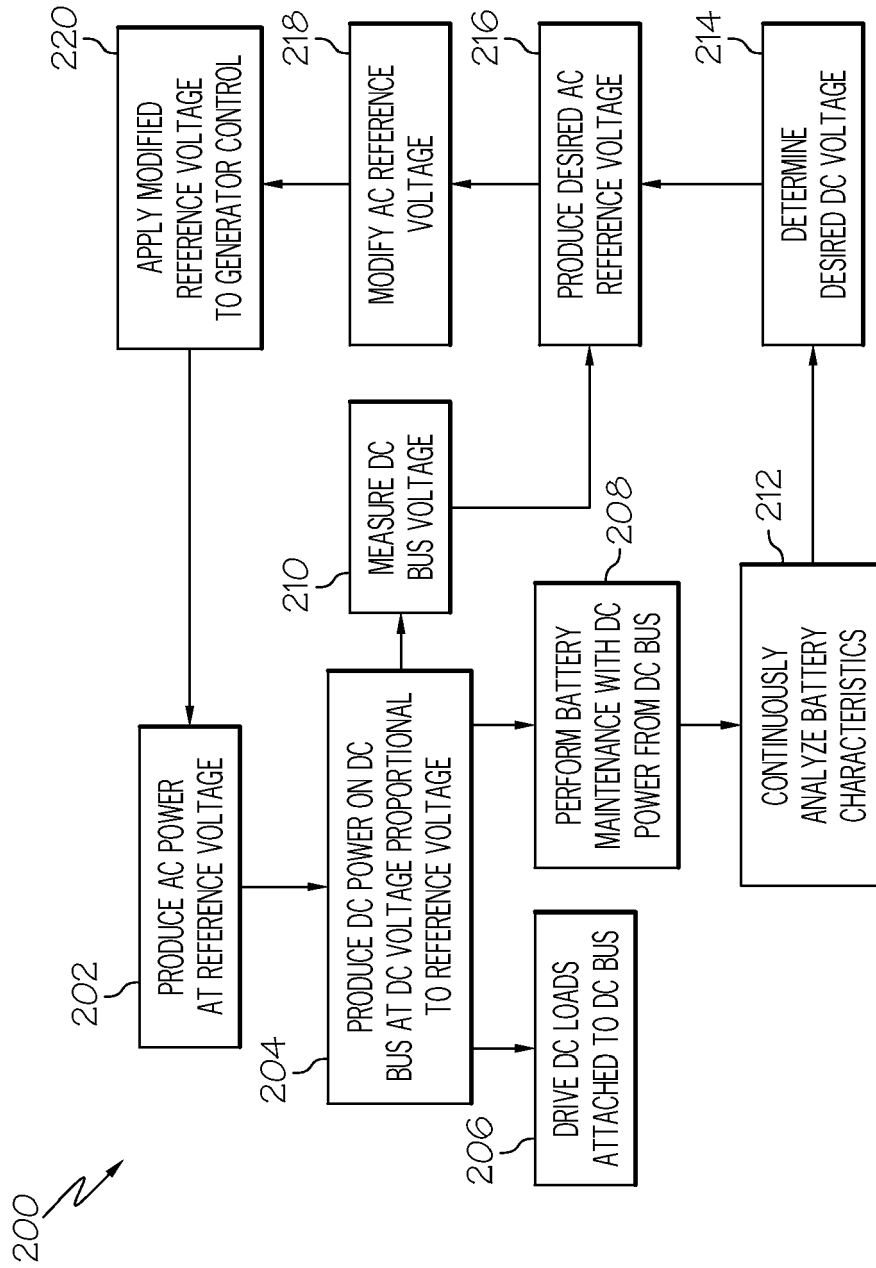 200
202
PRODUCE AC POWER
AT REFERENCE VOLTAGE
204
PRODUCE DC POWER ON DC
BUS AT DC VOLTAGE PROPORTIONAL
TO REFERENCE VOLTAGE
206
DRIVE DC LOADS
ATTACHED TO DC BUS
208
PERFORM BATTERY
MAINTENANCE WITH DC
POWER FROM DC BUS
210
MEASURE DC
BUS VOLTAGE
212
CONTINUOUSLY
ANALYZE BATTERY
CHARACTERISTICS
214
DETERMINE
DESIRED DC VOLTAGE
216
PRODUCE DESIRED AC
REFERENCE VOLTAGE
218
MODIFY AC REFERENCE
VOLTAGE
220
APPLY MODIFIED
REFERENCE VOLTAGE
TO GENERATOR CONTROL